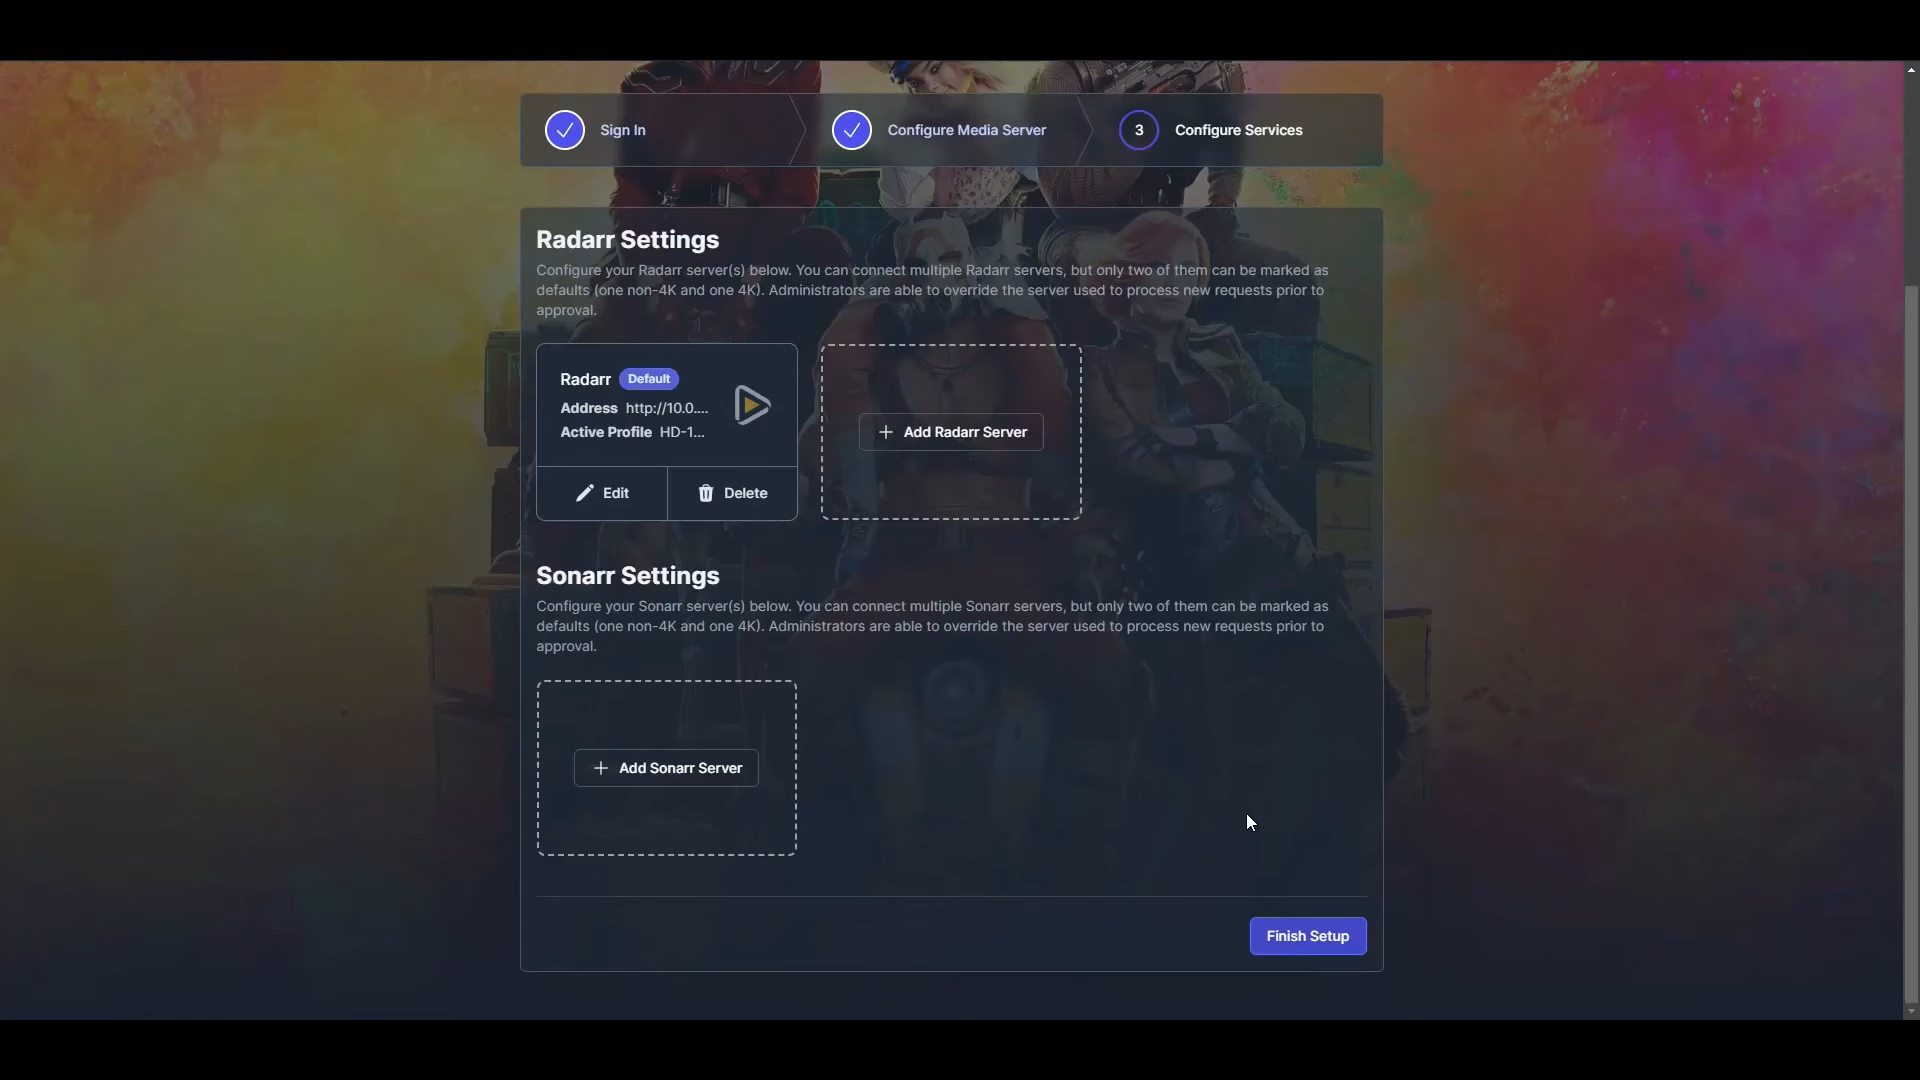 Sign In
Configure Media Server
3
Configure Services
Radarr Settings
Configure your Radarr server(s) below. You can connect multiple Radarr servers, but only two of them can be marked as
defaults (one non-4K and one 4K). Administrators are able to override the server used to process new requests prior to
approval.
Radarr Default
Address http://10.0....
Active Profile HD-1...
Edit
Delete
Add Radarr Server
Sonarr Settings
Configure your Sonarr server(s) below. You can connect multiple Sonarr servers, but only two of them can be marked as
defaults (one non-4K and one 4K). Administrators are able to override the server used to process new requests prior to
approval.
Add Sonarr Server
Finish Setup